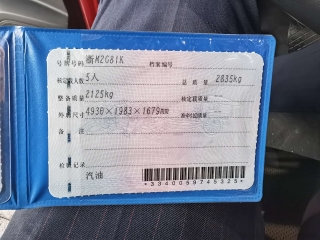 号牌号码 浙M2G81K 档案编号
核定载人数 5人 总质量 2835kg
整备质量 2125kg 核定载质量 --
外廓尺寸 4938×1983×1679mm 准牵引总质量 --
备注
检验记录
汽油
*3340059745325*